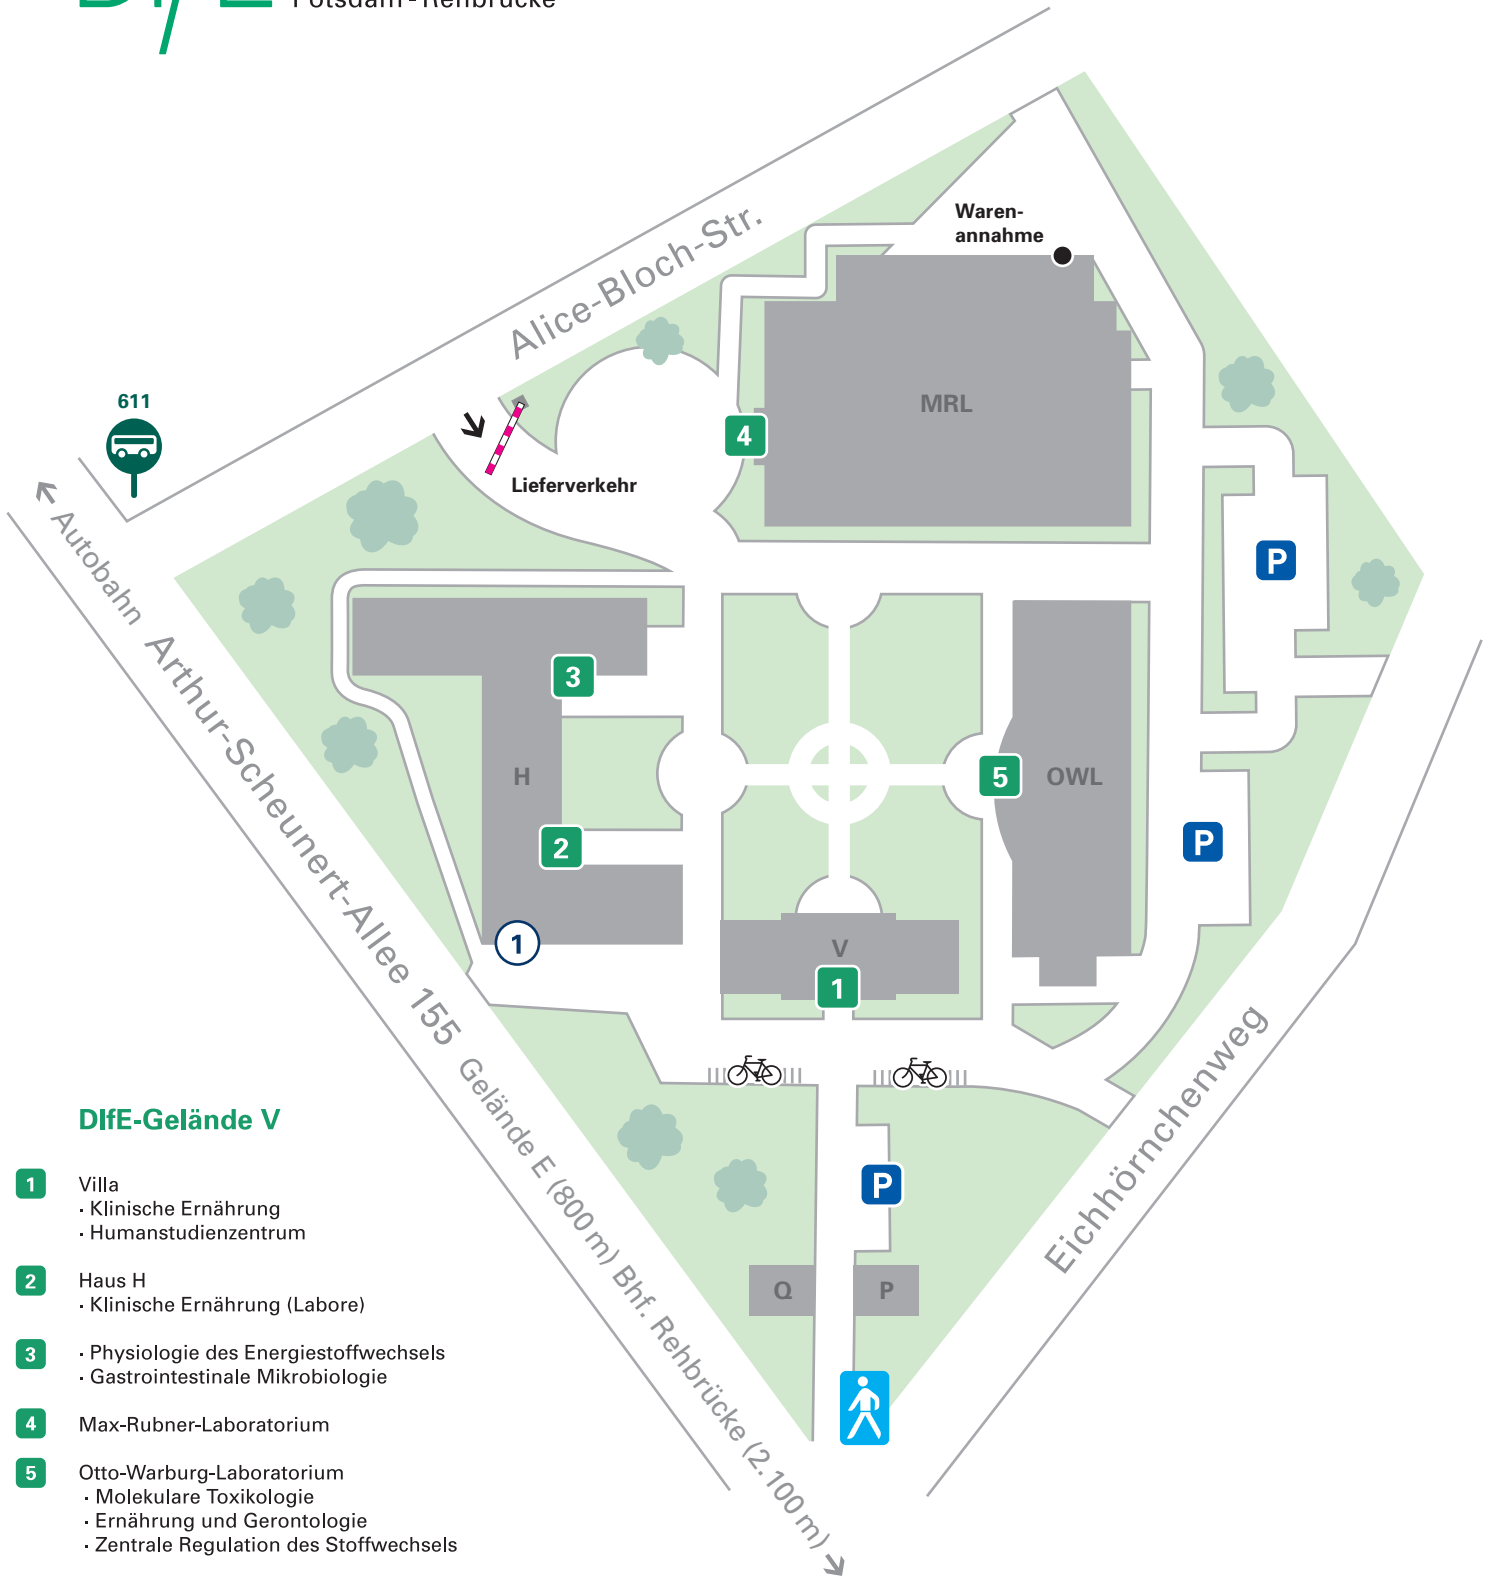 DIfE
Potsdam-Rehbrücke
Alice-Bloch-Str.
Waren-
annahme
611
MRL
4
Lieferverkehr
P
← Autobahn Arthur-Scheunert-Allee 155 Gelände E (800 m) Bhf. Rehbrücke (2.100 m) →
3
H
5
OWL
2
P
1
V
1
Eichhörnchenweg
P
Q
P
DIfE-Gelände V
1 Villa
· Klinische Ernährung
· Humanstudienzentrum
2 Haus H
· Klinische Ernährung (Labore)
3 · Physiologie des Energiestoffwechsels
· Gastrointestinale Mikrobiologie
4 Max-Rubner-Laboratorium
5 Otto-Warburg-Laboratorium
· Molekulare Toxikologie
· Ernährung und Gerontologie
· Zentrale Regulation des Stoffwechsels